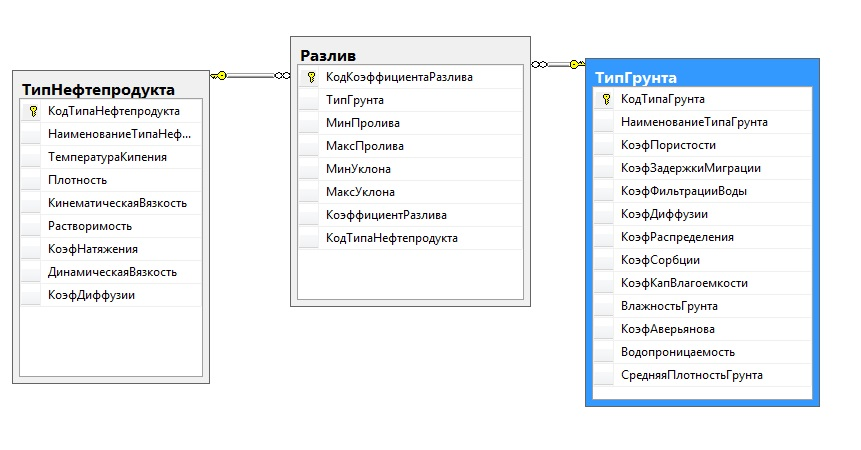 ТипНефтепродукта
КодТипаНефтепродукта
НаименованиеТипаНеф...
ТемператураКипения
Плотность
КинематическаяВязкость
Растворимость
КоэфНатяжения
ДинамическаяВязкость
КоэфДиффузии
Разлив
КодКоэффициентаРазлива
ТипГрунта
МинПролива
МаксПролива
МинУклона
МаксУклона
КоэффициентРазлива
КодТипаНефтепродукта
ТипГрунта
КодТипаГрунта
НаименованиеТипаГрунта
КоэфПористости
КоэфЗадержкиМиграции
КоэфФильтрацииВоды
КоэфДиффузии
КоэфРаспределения
КоэфСорбции
КоэфКапВлагоемкости
ВлажностьГрунта
КоэфАверьянова
Водопроницаемость
СредняяПлотностьГрунта